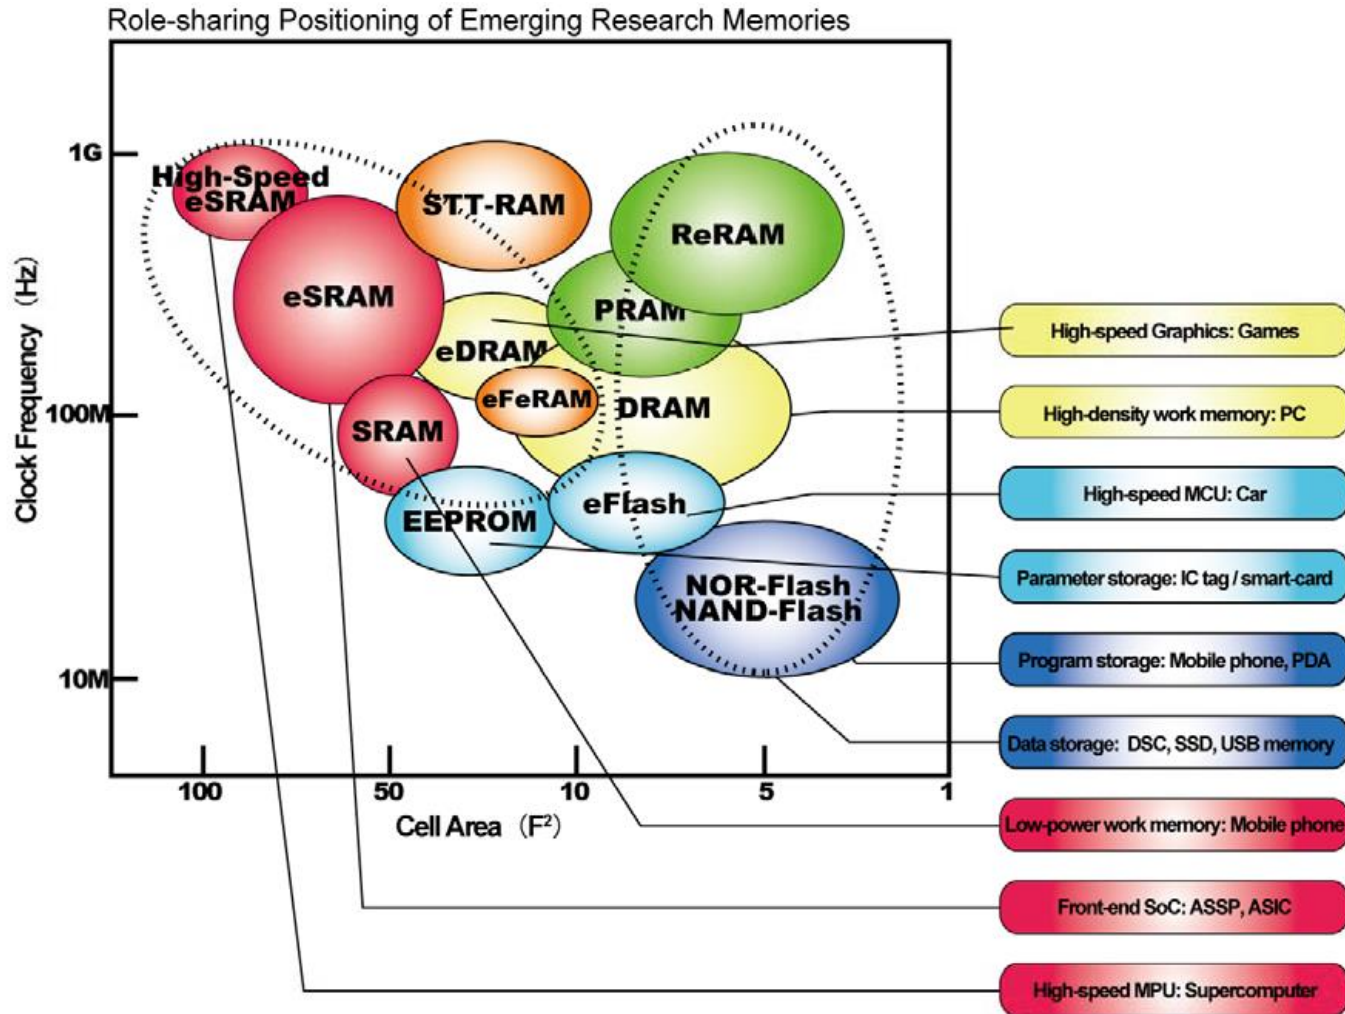 Role-sharing Positioning of Emerging Research Memories
1G
High-Speed
eSRAM
STT-RAM
ReRAM
eSRAM
PRAM
High-speed Graphics: Games
eDRAM
eFeRAM
DRAM
High-density work memory: PC
100M
SRAM
High-speed MCU: Car
eFlash
EEPROM
Parameter storage: IC tag / smart-card
NOR-Flash
NAND-Flash
Program storage: Mobile phone, PDA
10M
Data storage: DSC, SSD, USB memory
Clock Frequency (Hz)
100
50
10
5
1
Cell Area (F²)
Low-power work memory: Mobile phone
Front-end SoC: ASSP, ASIC
High-speed MPU: Supercomputer